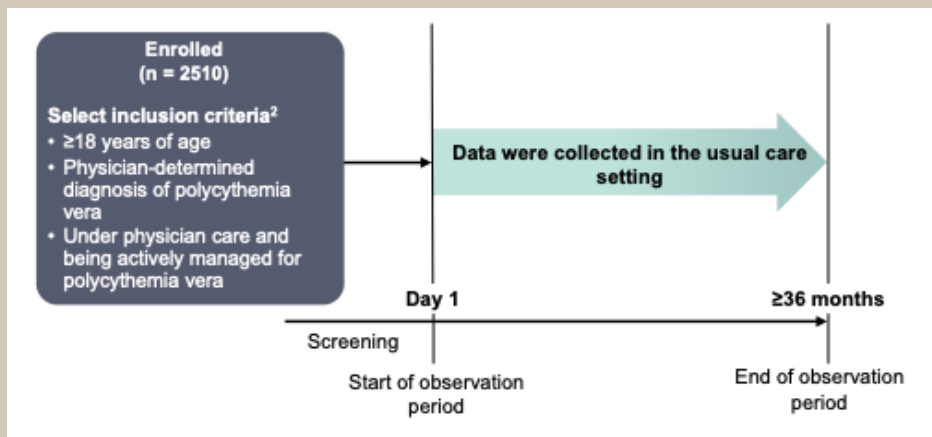 Enrolled
(n = 2510)
Select inclusion criteria2
• ≥18 years of age
• Physician-determined
diagnosis of polycythemia
vera
• Under physician care and
being actively managed for
polycythemia vera
Data were collected in the usual care
setting
Day 1
≥36 months
Screening
Start of observation
period
End of observation
period